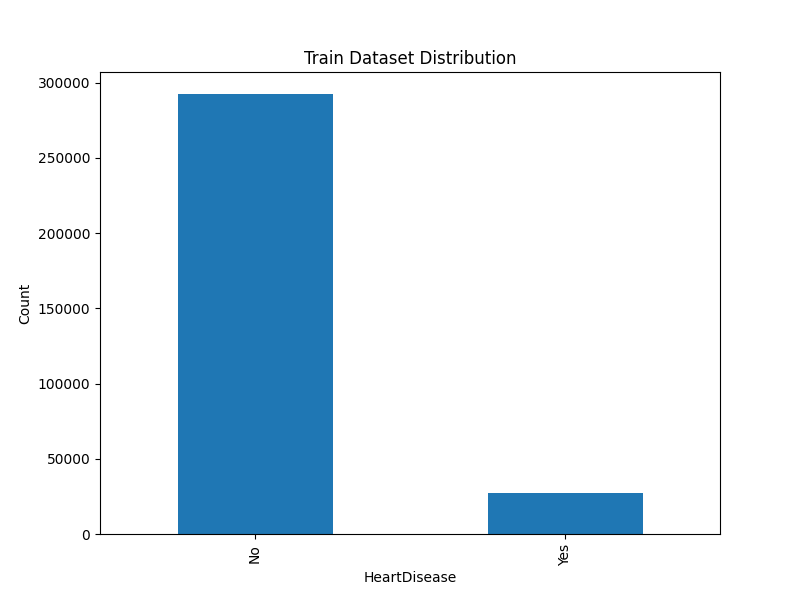 Train Dataset Distribution
300000
250000
200000
150000
100000
50000
0
Count
No
Yes
HeartDisease